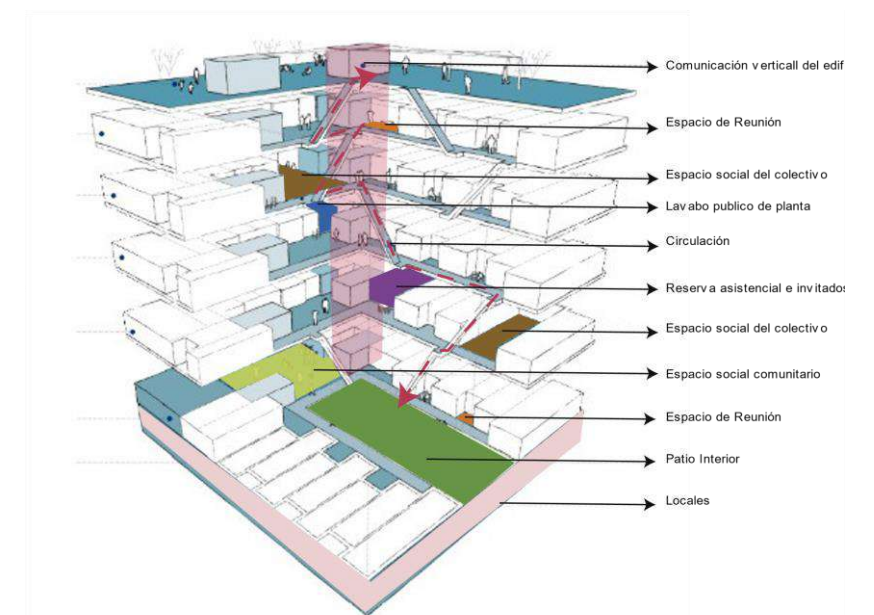 Comunicación verticall del edif
Espacio de Reunión
Espacio social del colectivo
Lavabo publico de planta
Circulación
Reserva asistencial e invitados
Espacio social del colectivo
Espacio social comunitario
Espacio de Reunión
Patio Interior
Locales